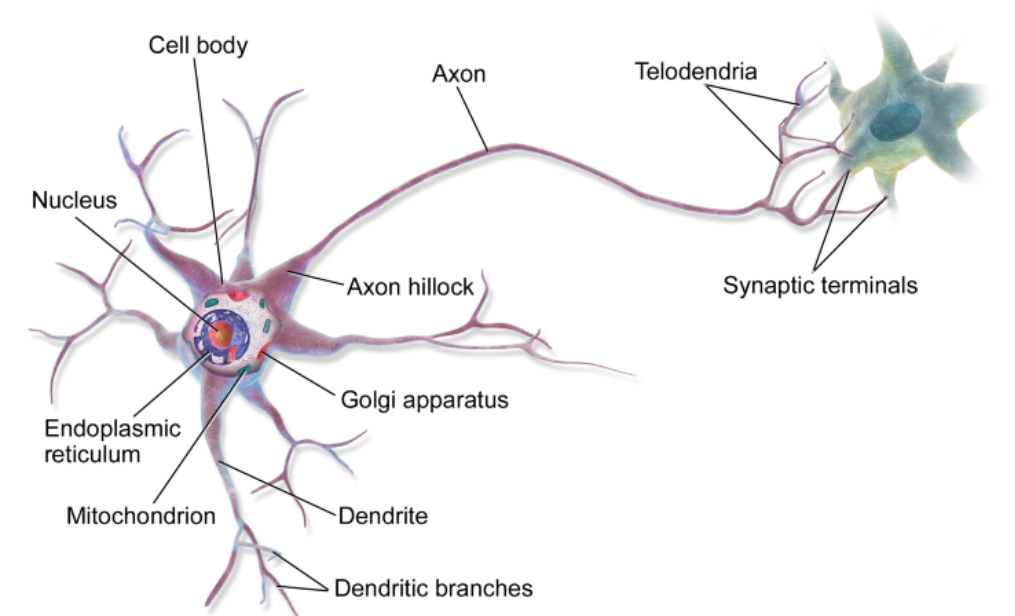 Cell body
Axon
Telodendria
Nucleus
Axon hillock
Synaptic terminals
Golgi apparatus
Endoplasmic
reticulum
Mitochondrion
Dendrite
Dendritic branches